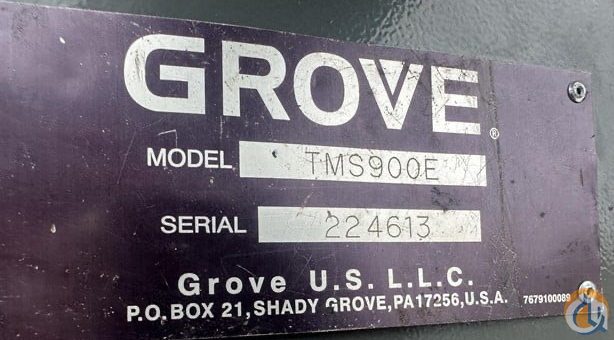 GROVE®
MODEL TMS900E
SERIAL 224613
Grove U.S. L.L.C.
P.O. BOX 21, SHADY GROVE, PA 17256, U.S.A. 7679100089